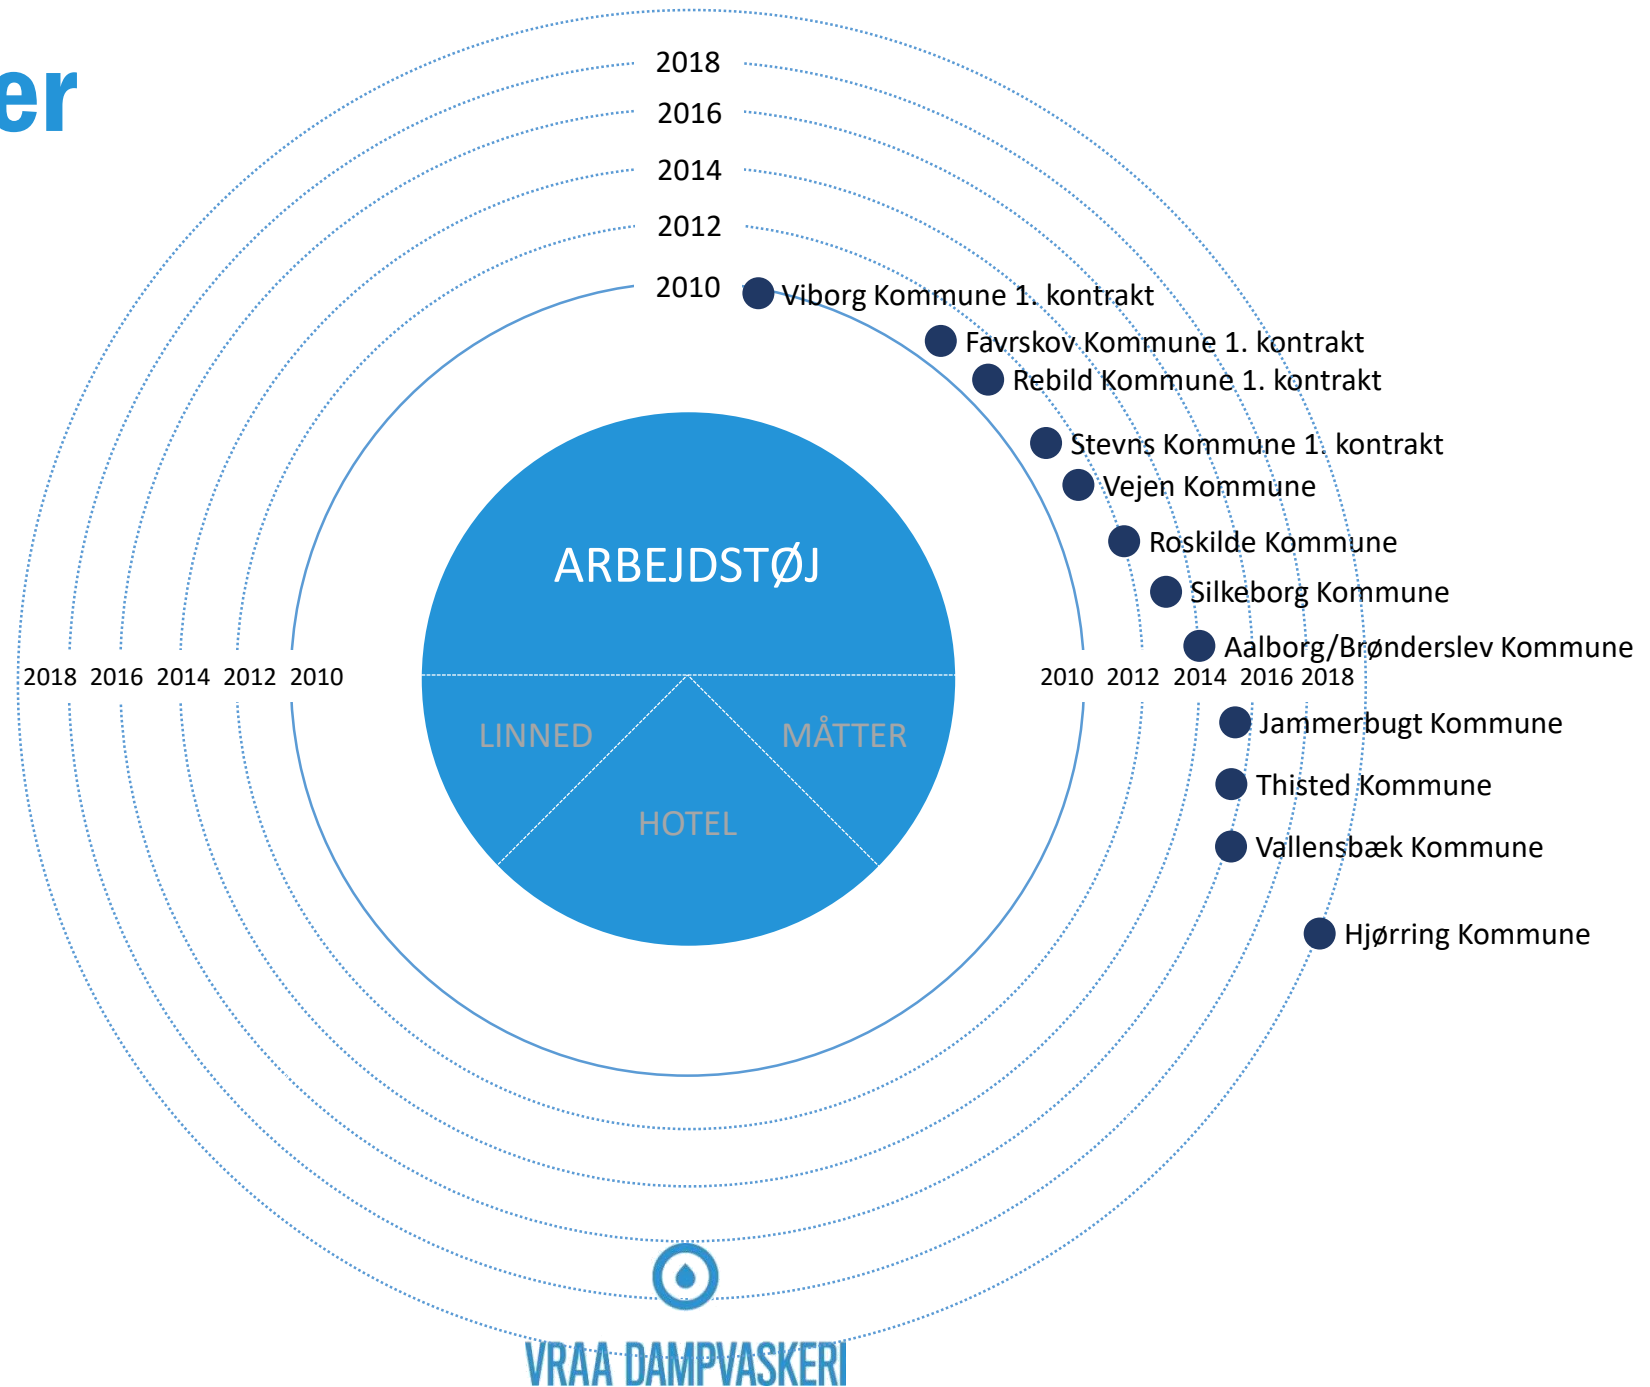 er
2018
2016
2014
2012
2010
Viborg Kommune 1. kontrakt
Favrskov Kommune 1. kontrakt
Rebild Kommune 1. kontrakt
Stevns Kommune 1. kontrakt
Vejen Kommune
Roskilde Kommune
ARBEJDSTØJ
Silkeborg Kommune
Aalborg/Brønderslev Kommune
2018 2016 2014 2012 2010
2010 2012 2014 2016 2018
LINNED
MÅTTER
Jammerbugt Kommune
Thisted Kommune
HOTEL
Vallensbæk Kommune
Hjørring Kommune
VRAA DAMPVASKERI